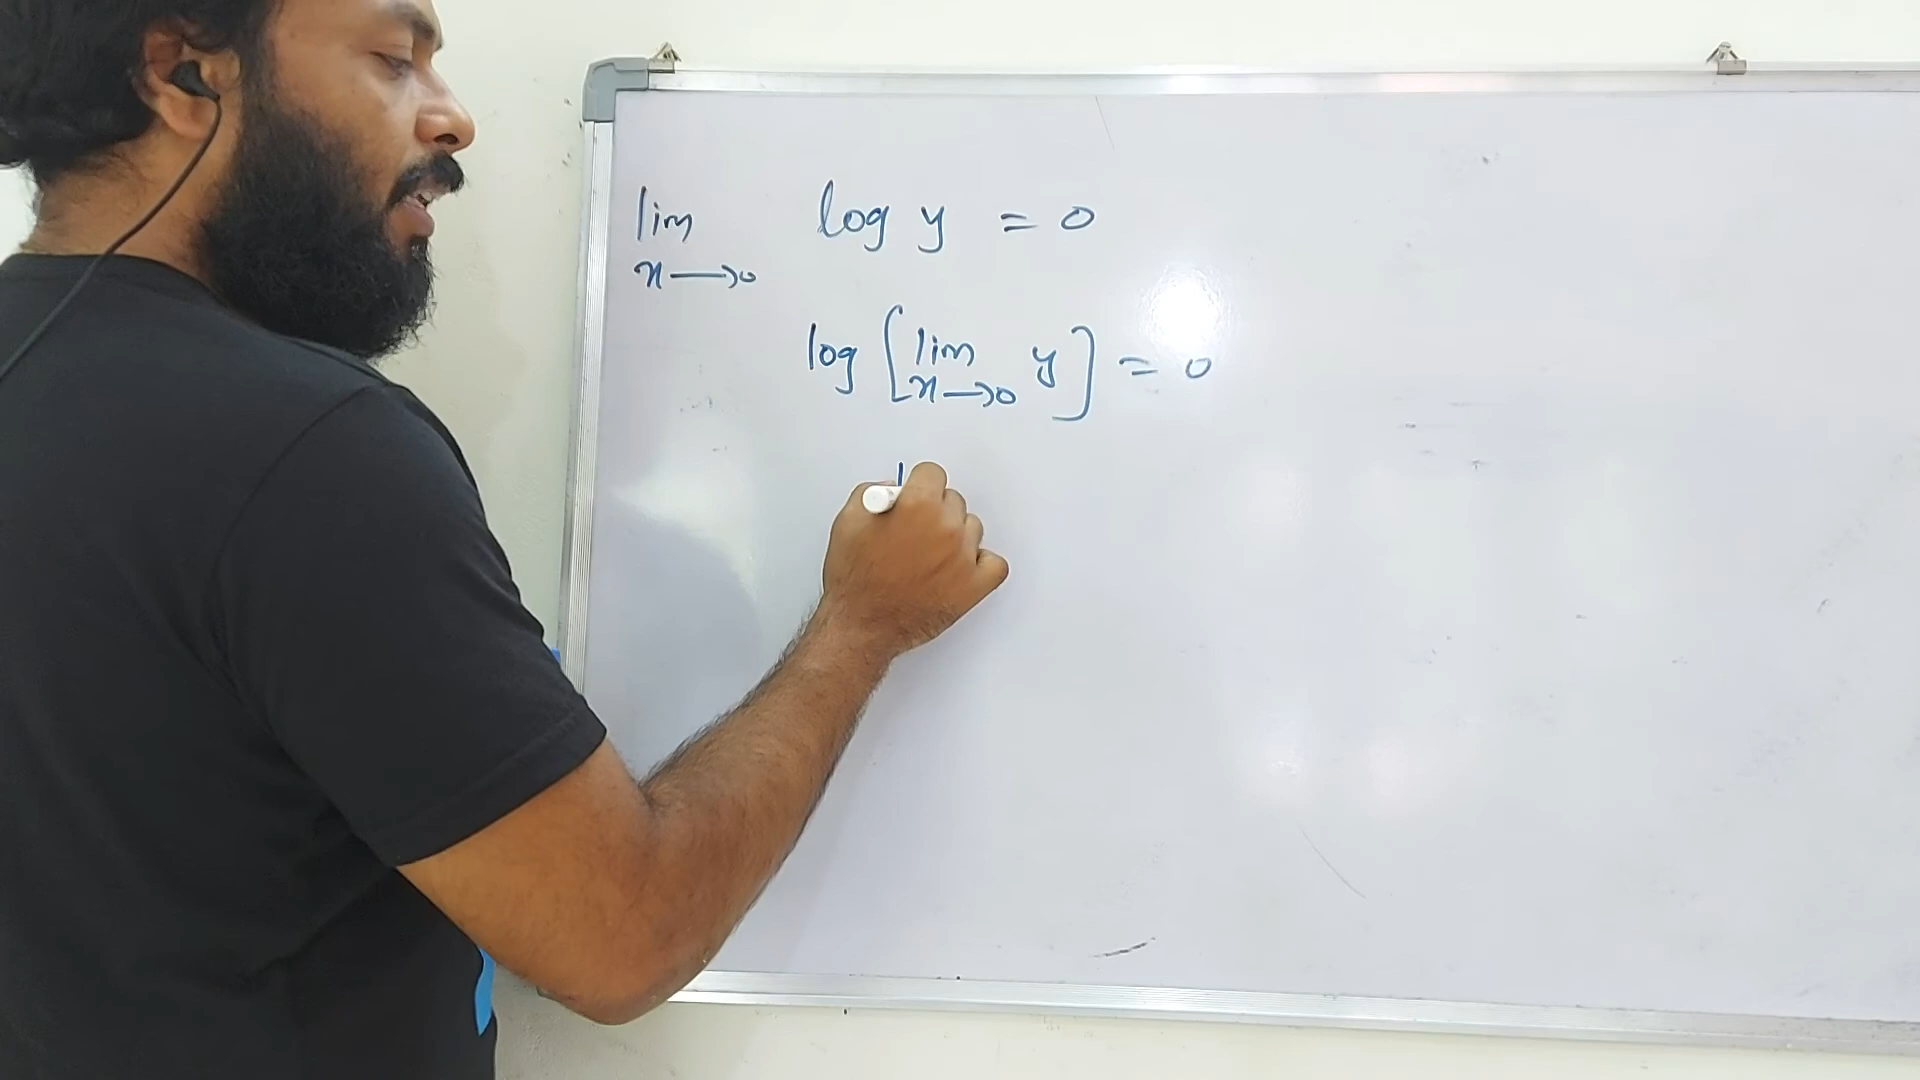 lim log y = 0
x → 0
log [ lim y ] = 0
x → 0
l